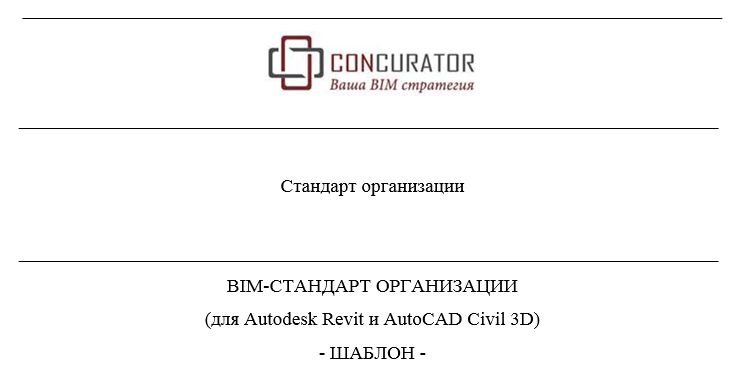 CONCURATOR
Ваша BIM стратегия
Стандарт организации
BIM-СТАНДАРТ ОРГАНИЗАЦИИ
(для Autodesk Revit и AutoCAD Civil 3D)
- ШАБЛОН -